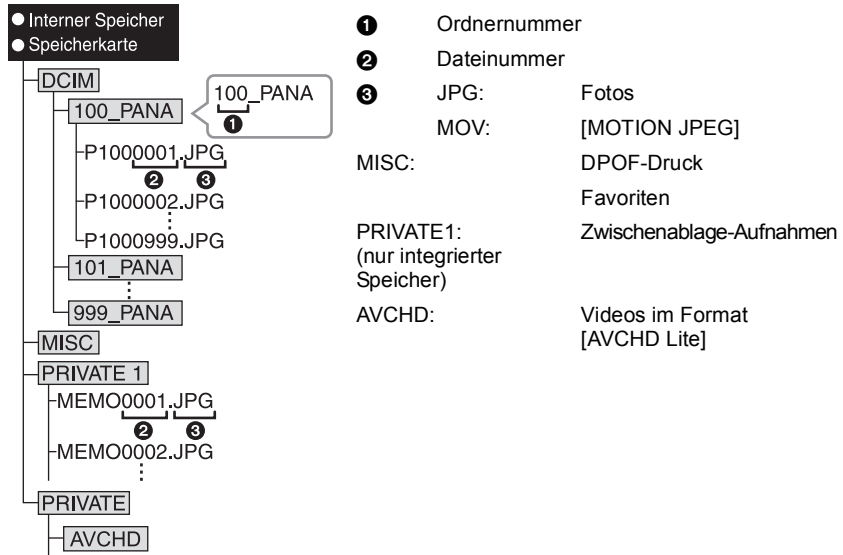 ● Interner Speicher
● Speicherkarte
DCIM
100_PANA
100_PANA
❶
P1000001.JPG
❷ ❸
P1000002.JPG
P1000999.JPG
101_PANA
999_PANA
MISC
PRIVATE 1
MEMO0001.JPG
❷ ❸
MEMO0002.JPG
PRIVATE
AVCHD
❶ Ordnernummer
❷ Dateinummer
❸ JPG: Fotos
MOV: [MOTION JPEG]
MISC: DPOF-Druck
Favoriten
PRIVATE1: Zwischenablage-Aufnahmen
(nur integrierter
Speicher)
AVCHD: Videos im Format
[AVCHD Lite]